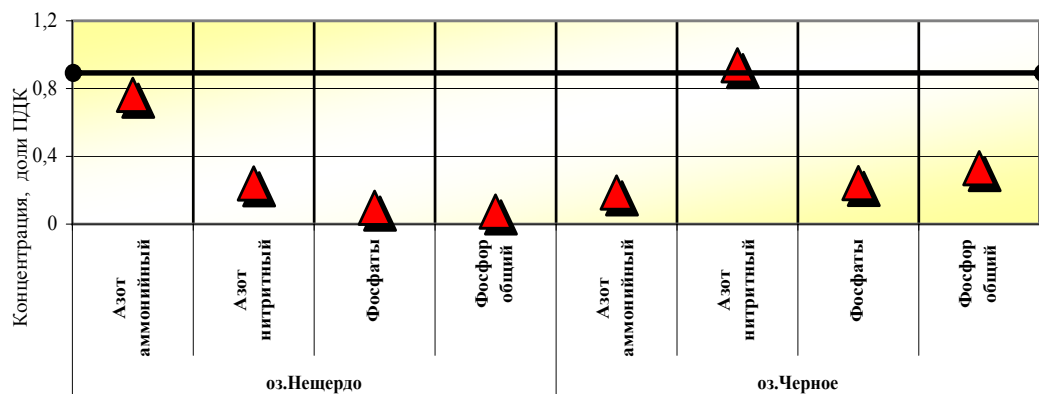 Концентрация, доли ПДК
1,2
0,8
0,4
0
Азот
аммонийный
Азот
нитритный
Фосфаты
Фосфор
общий
Азот
аммонийный
Азот
нитритный
Фосфаты
Фосфор
общий
оз.Нещердо
оз.Черное